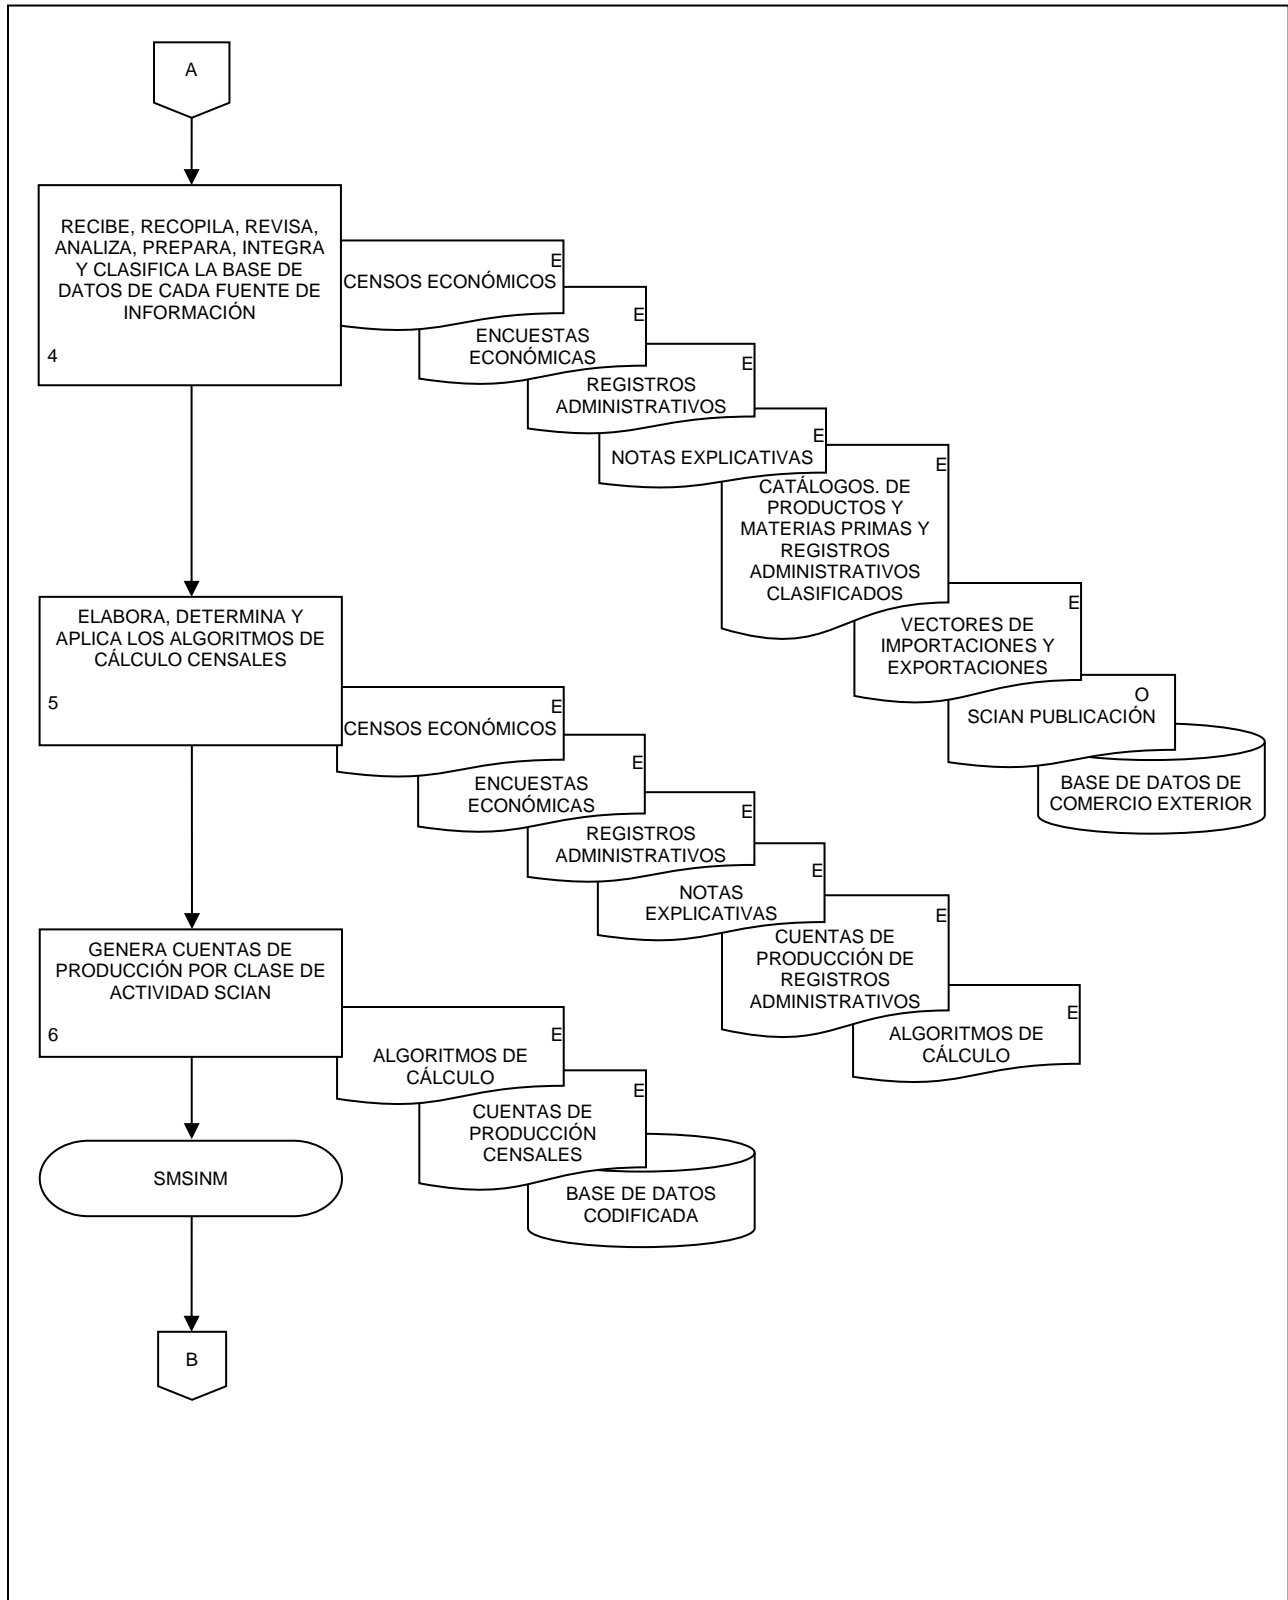 A
RECIBE, RECOPILA, REVISA,
ANALIZA, PREPARA, INTEGRA
Y CLASIFICA LA BASE DE
DATOS DE CADA FUENTE DE
INFORMACIÓN
4
E
CENSOS ECONÓMICOS
E
ENCUESTAS
ECONÓMICAS
E
REGISTROS
ADMINISTRATIVOS
E
NOTAS EXPLICATIVAS
E
CATÁLOGOS. DE
PRODUCTOS Y
MATERIAS PRIMAS Y
REGISTROS
ADMINISTRATIVOS
CLASIFICADOS
E
VECTORES DE
IMPORTACIONES Y
EXPORTACIONES
O
SCIAN PUBLICACIÓN
BASE DE DATOS DE
COMERCIO EXTERIOR
ELABORA, DETERMINA Y
APLICA LOS ALGORITMOS DE
CÁLCULO CENSALES
5
E
CENSOS ECONÓMICOS
E
ENCUESTAS
ECONÓMICAS
E
REGISTROS
ADMINISTRATIVOS
E
NOTAS
EXPLICATIVAS
E
CUENTAS DE
PRODUCCIÓN DE
REGISTROS
ADMINISTRATIVOS
E
ALGORITMOS DE
CÁLCULO
GENERA CUENTAS DE
PRODUCCIÓN POR CLASE DE
ACTIVIDAD SCIAN
6
E
ALGORITMOS DE
CÁLCULO
E
CUENTAS DE
PRODUCCIÓN
CENSALES
BASE DE DATOS
CODIFICADA
SMSINM
B